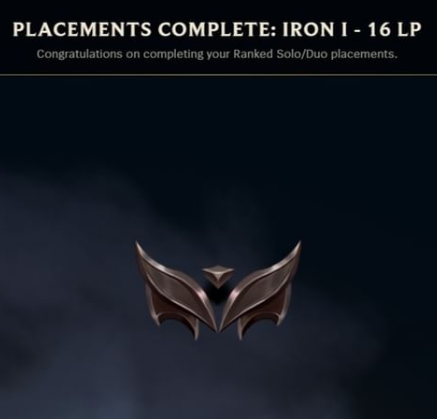 PLACEMENTS COMPLETE: IRON I - 16 LP
Congratulations on completing your Ranked Solo/Duo placements.